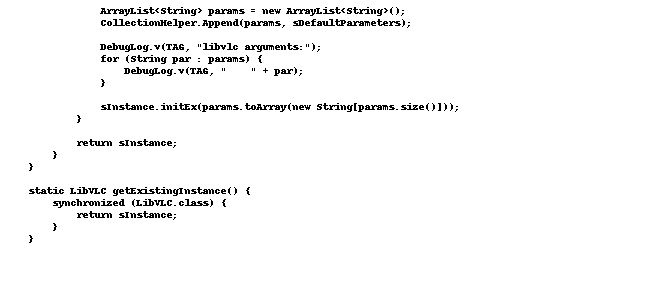 ArrayList<String> params = new ArrayList<String>();
CollectionHelper.Append(params, sDefaultParameters);
DebugLog.v(TAG, "libvlc arguments:");
for (String par : params) {
DebugLog.v(TAG, "    " + par);
}
sInstance.initEx(params.toArray(new String[params.size()]));
}
return sInstance;
}
}
static LibVLC getExistingInstance() {
synchronized (LibVLC.class) {
return sInstance;
}
}